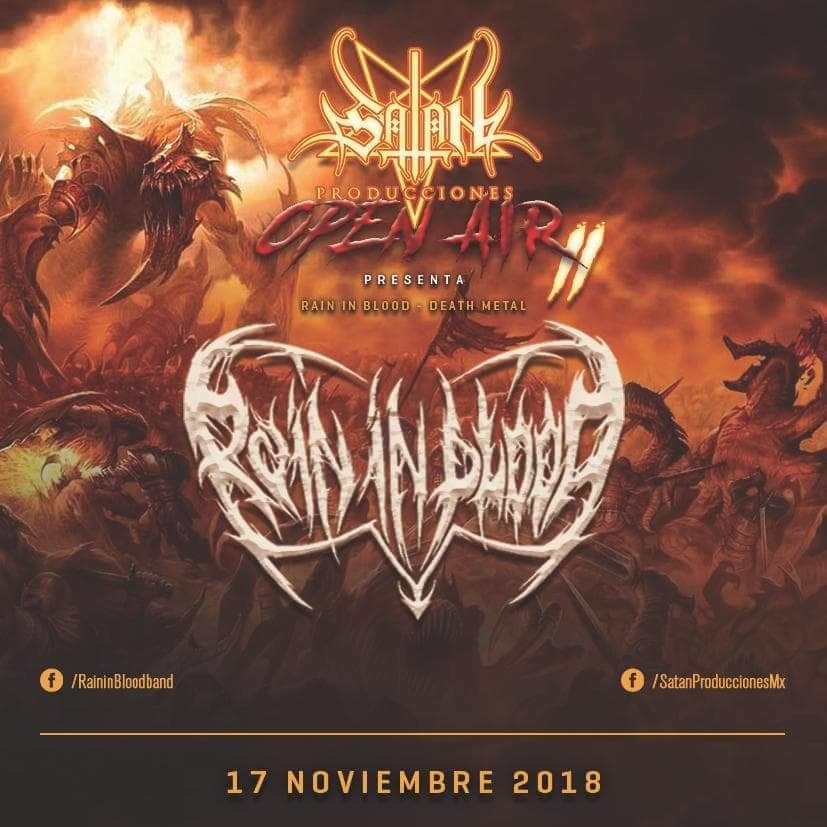 SATAN
PRODUCCIONES
OPEN AIR II
PRESENTA
RAIN IN BLOOD - DEATH METAL
RAIN IN BLOOD
/RaininBloodband
/SatanProduccionesMx
17 NOVIEMBRE 2018